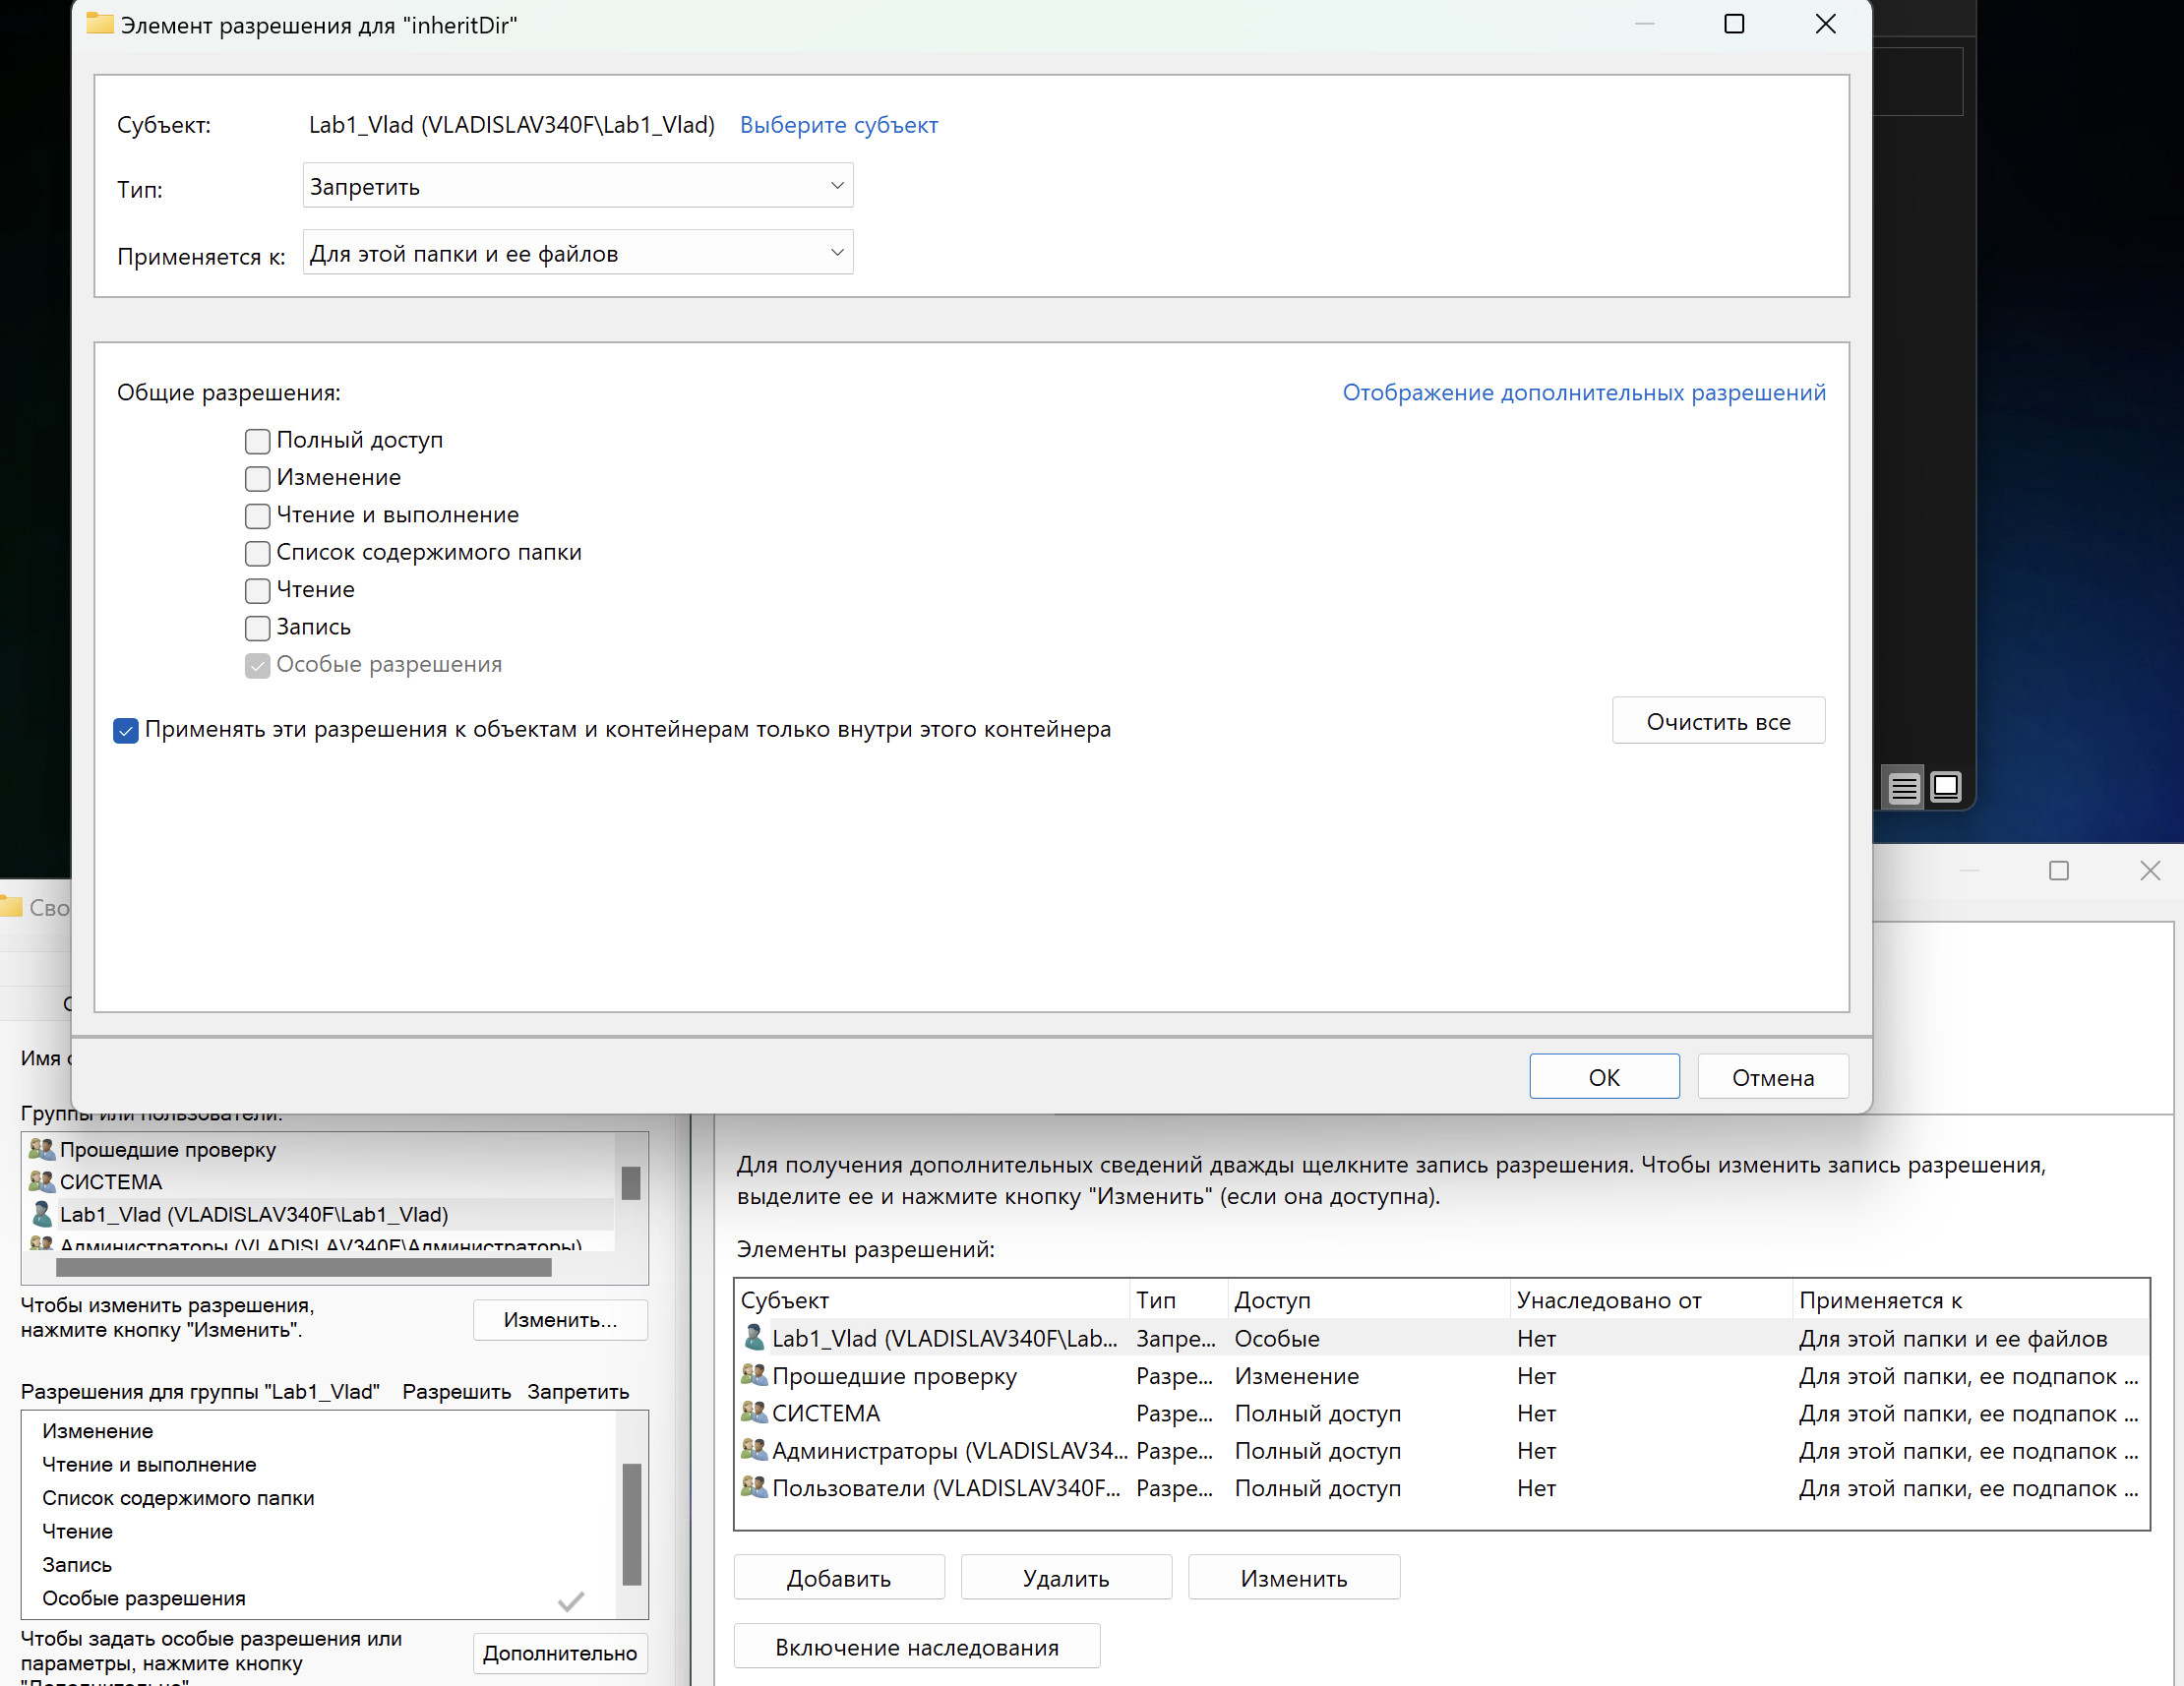 Элемент разрешения для "inheritDir"
Субъект: Lab1_Vlad (VLADISLAV340F\Lab1_Vlad) Выберите субъект
Тип: Запретить
Применяется к: Для этой папки и ее файлов
Общие разрешения: Отображение дополнительных разрешений
Полный доступ
Изменение
Чтение и выполнение
Список содержимого папки
Чтение
Запись
Особые разрешения
Применять эти разрешения к объектам и контейнерам только внутри этого контейнера
Очистить все
ОК Отмена
Сво
Имя
Группы или пользователи:
Прошедшие проверку
СИСТЕМА
Lab1_Vlad (VLADISLAV340F\Lab1_Vlad)
Администраторы (VLADISLAV340F\Администраторы)
Чтобы изменить разрешения,
нажмите кнопку "Изменить".
Изменить...
Разрешения для группы "Lab1_Vlad" Разрешить Запретить
Изменение
Чтение и выполнение
Список содержимого папки
Чтение
Запись
Особые разрешения
Чтобы задать особые разрешения или
параметры, нажмите кнопку
"Дополнительно"
Дополнительно
Для получения дополнительных сведений дважды щелкните запись разрешения. Чтобы изменить запись разрешения,
выделите ее и нажмите кнопку "Изменить" (если она доступна).
Элементы разрешений:
Субъект Тип Доступ Унаследовано от Применяется к
Lab1_Vlad (VLADISLAV340F\Lab... Запре... Особые Нет Для этой папки и ее файлов
Прошедшие проверку Разре... Изменение Нет Для этой папки, ее подпапок ...
СИСТЕМА Разре... Полный доступ Нет Для этой папки, ее подпапок ...
Администраторы (VLADISLAV34... Разре... Полный доступ Нет Для этой папки, ее подпапок ...
Пользователи (VLADISLAV340F... Разре... Полный доступ Нет Для этой папки, ее подпапок ...
Добавить Удалить Изменить
Включение наследования